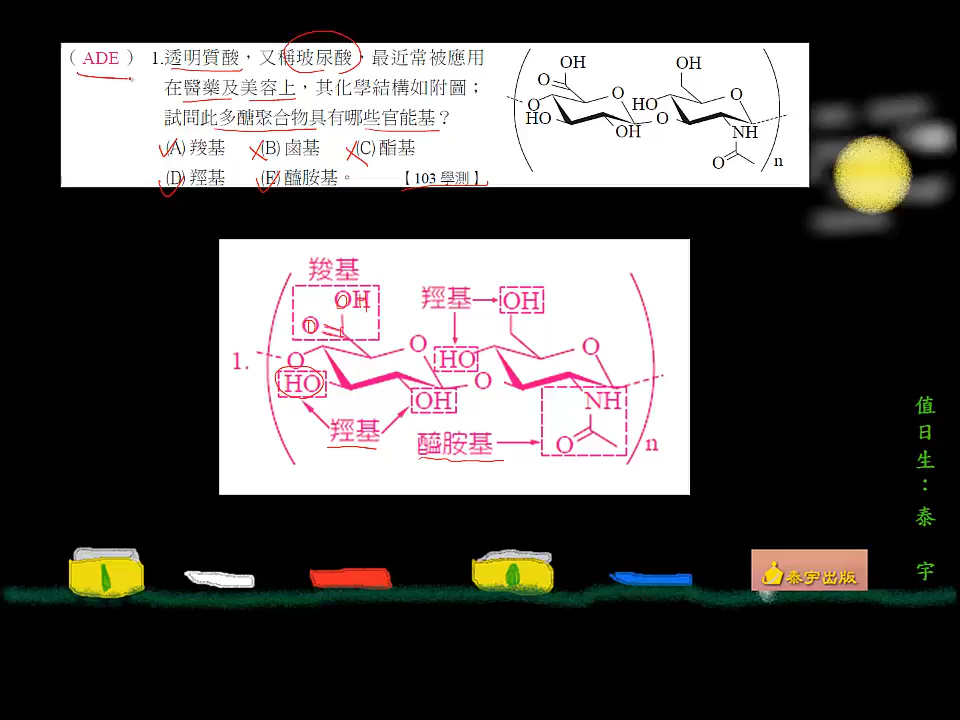 ( ADE ) 1.透明質酸，又稱玻尿酸，最近常被應用
在醫藥及美容上，其化學結構如附圖；
試問此多醣聚合物具有哪些官能基？
(A)羧基 (B)鹵基 (C)酯基
(D)羥基 (E)醯胺基。 【103學測】
OH
O
O
HO
O
OH
O
HO
OH
O
NH
O
n
1.
羧基
OH
O
O
HO
O
OH
羥基
O
羥基
HO
OH
O
NH
O
醯胺基
n
值日生：泰 宇
泰宇出版